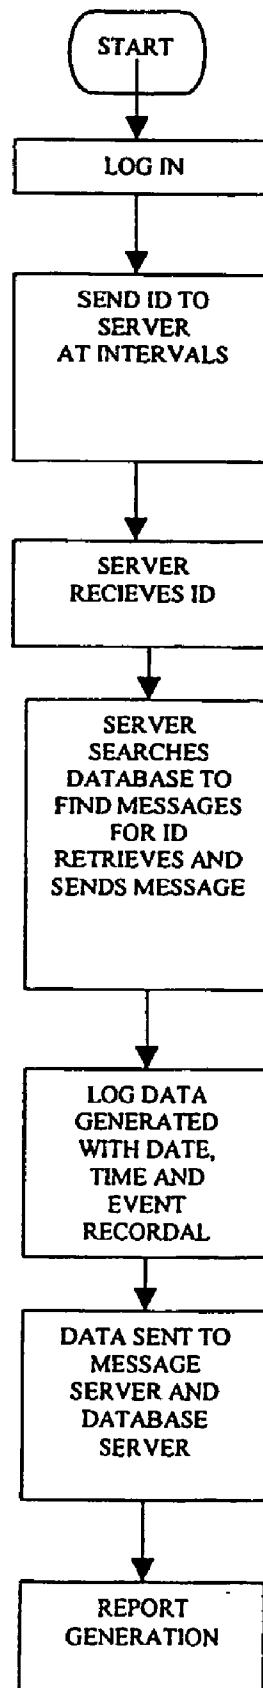 START
LOG IN
SEND ID TO
SERVER
AT INTERVALS
SERVER
RECIEVES ID
SERVER
SEARCHES
DATABASE TO
FIND MESSAGES
FOR ID
RETRIEVES AND
SENDS MESSAGE
LOG DATA
GENERATED
WITH DATE,
TIME AND
EVENT
RECORDAL
DATA SENT TO
MESSAGE
SERVER AND
DATABASE
SERVER
REPORT
GENERATION